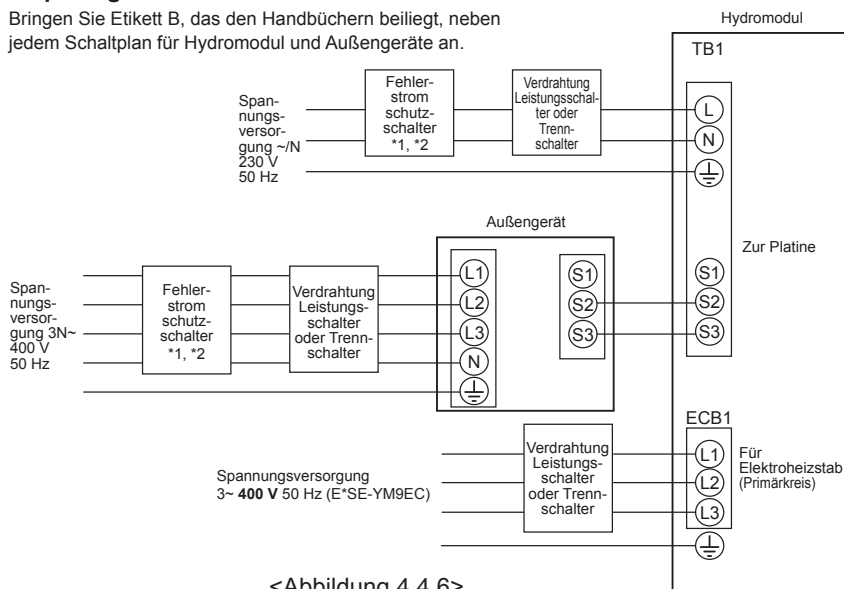 Bringen Sie Etikett B, das den Handbüchern beiliegt, neben
jedem Schaltplan für Hydromodul und Außengeräte an.
Hydromodul
TB1
Span-
nungs-
versor-
gung ~/N
230 V
50 Hz
Fehler-
strom
schutz-
schalter
*1, *2
Verdrahtung
Leistungsschal-
ter oder
Trenn-
schalter
L
N
Außengerät
Zur Platine
Span-
nungs-
versor-
gung 3N~
400 V
50 Hz
Fehler-
strom
schutz-
schalter
*1, *2
Verdrahtung
Leistungs-
schalter
oder Trenn-
schalter
L1
L2
L3
N
S1
S2
S3
S1
S2
S3
ECB1
Spannungsversorgung
3~ 400 V 50 Hz (E*SE-YM9EC)
Verdrahtung
Leistungs-
schalter
oder Trenn-
schalter
L1
L2
L3
Für
Elektroheizstab
(Primärkreis)
<Abbildung 4.4.6>